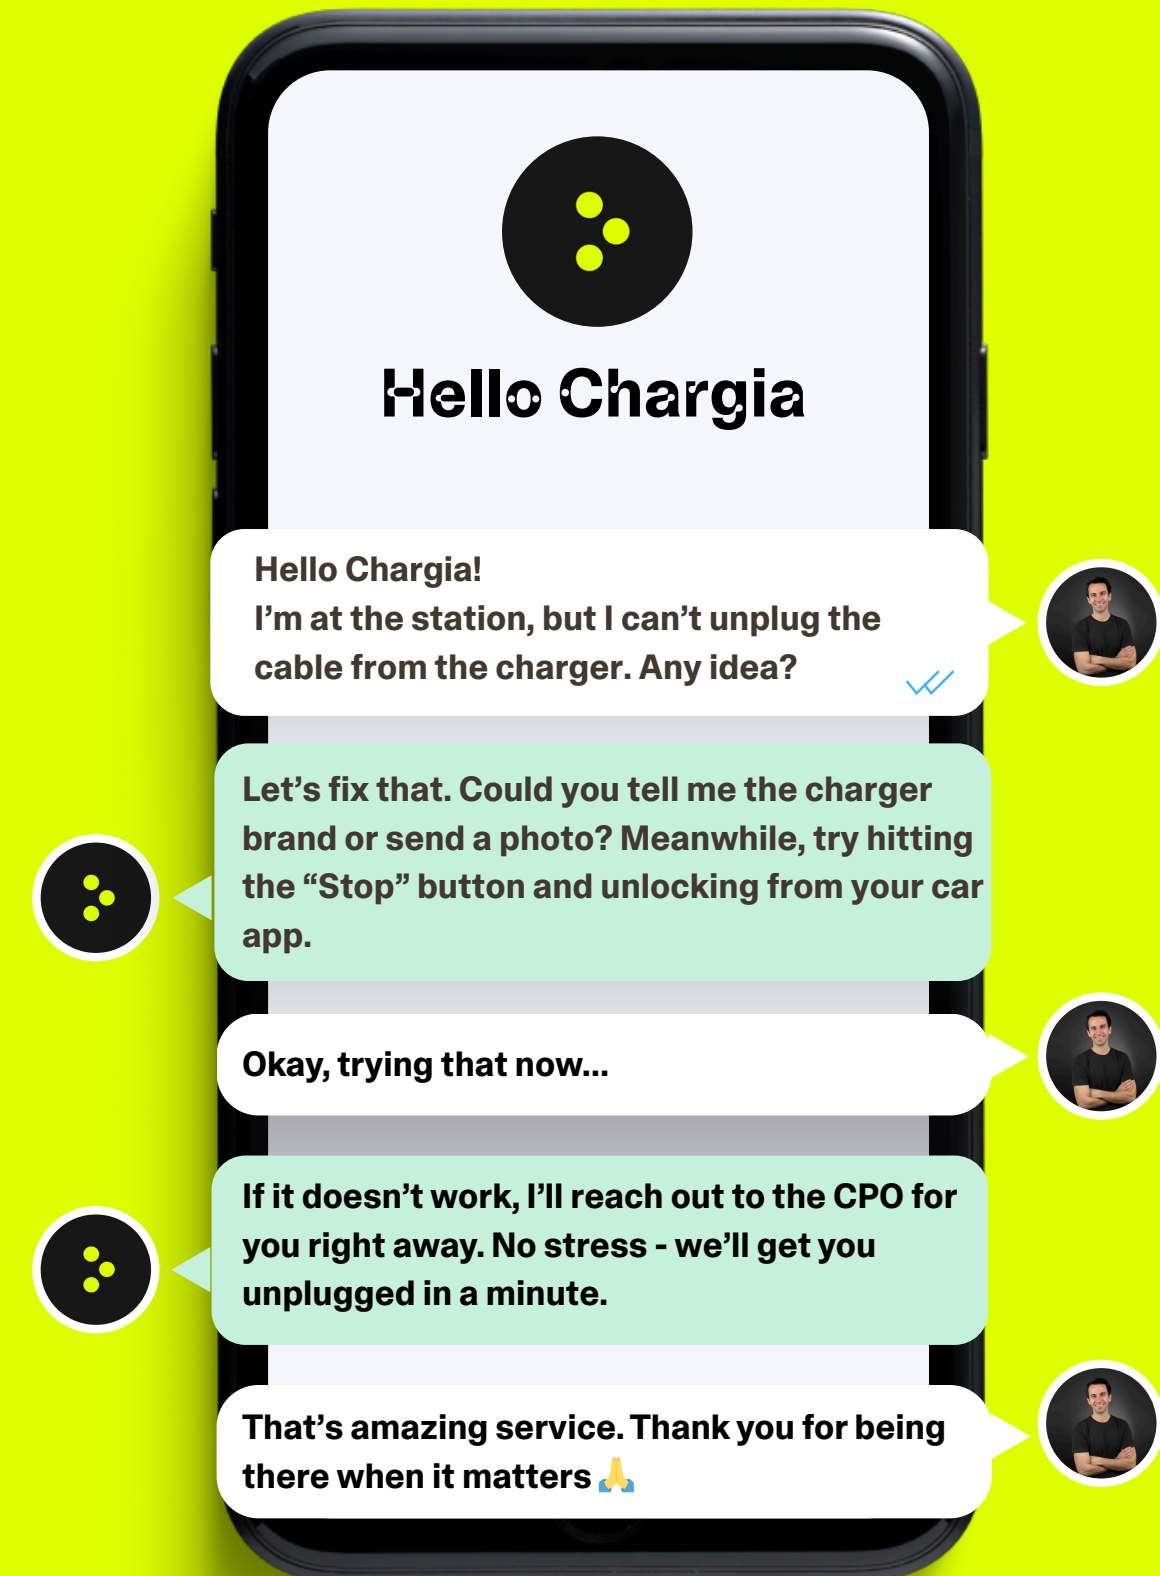 Hello Chargia
Hello Chargia!
I’m at the station, but I can’t unplug the
cable from the charger. Any idea?
Let’s fix that. Could you tell me the charger
brand or send a photo? Meanwhile, try hitting
the “Stop” button and unlocking from your car
app.
Okay, trying that now...
If it doesn’t work, I’ll reach out to the CPO for
you right away. No stress - we’ll get you
unplugged in a minute.
That’s amazing service. Thank you for being
there when it matters 🙏